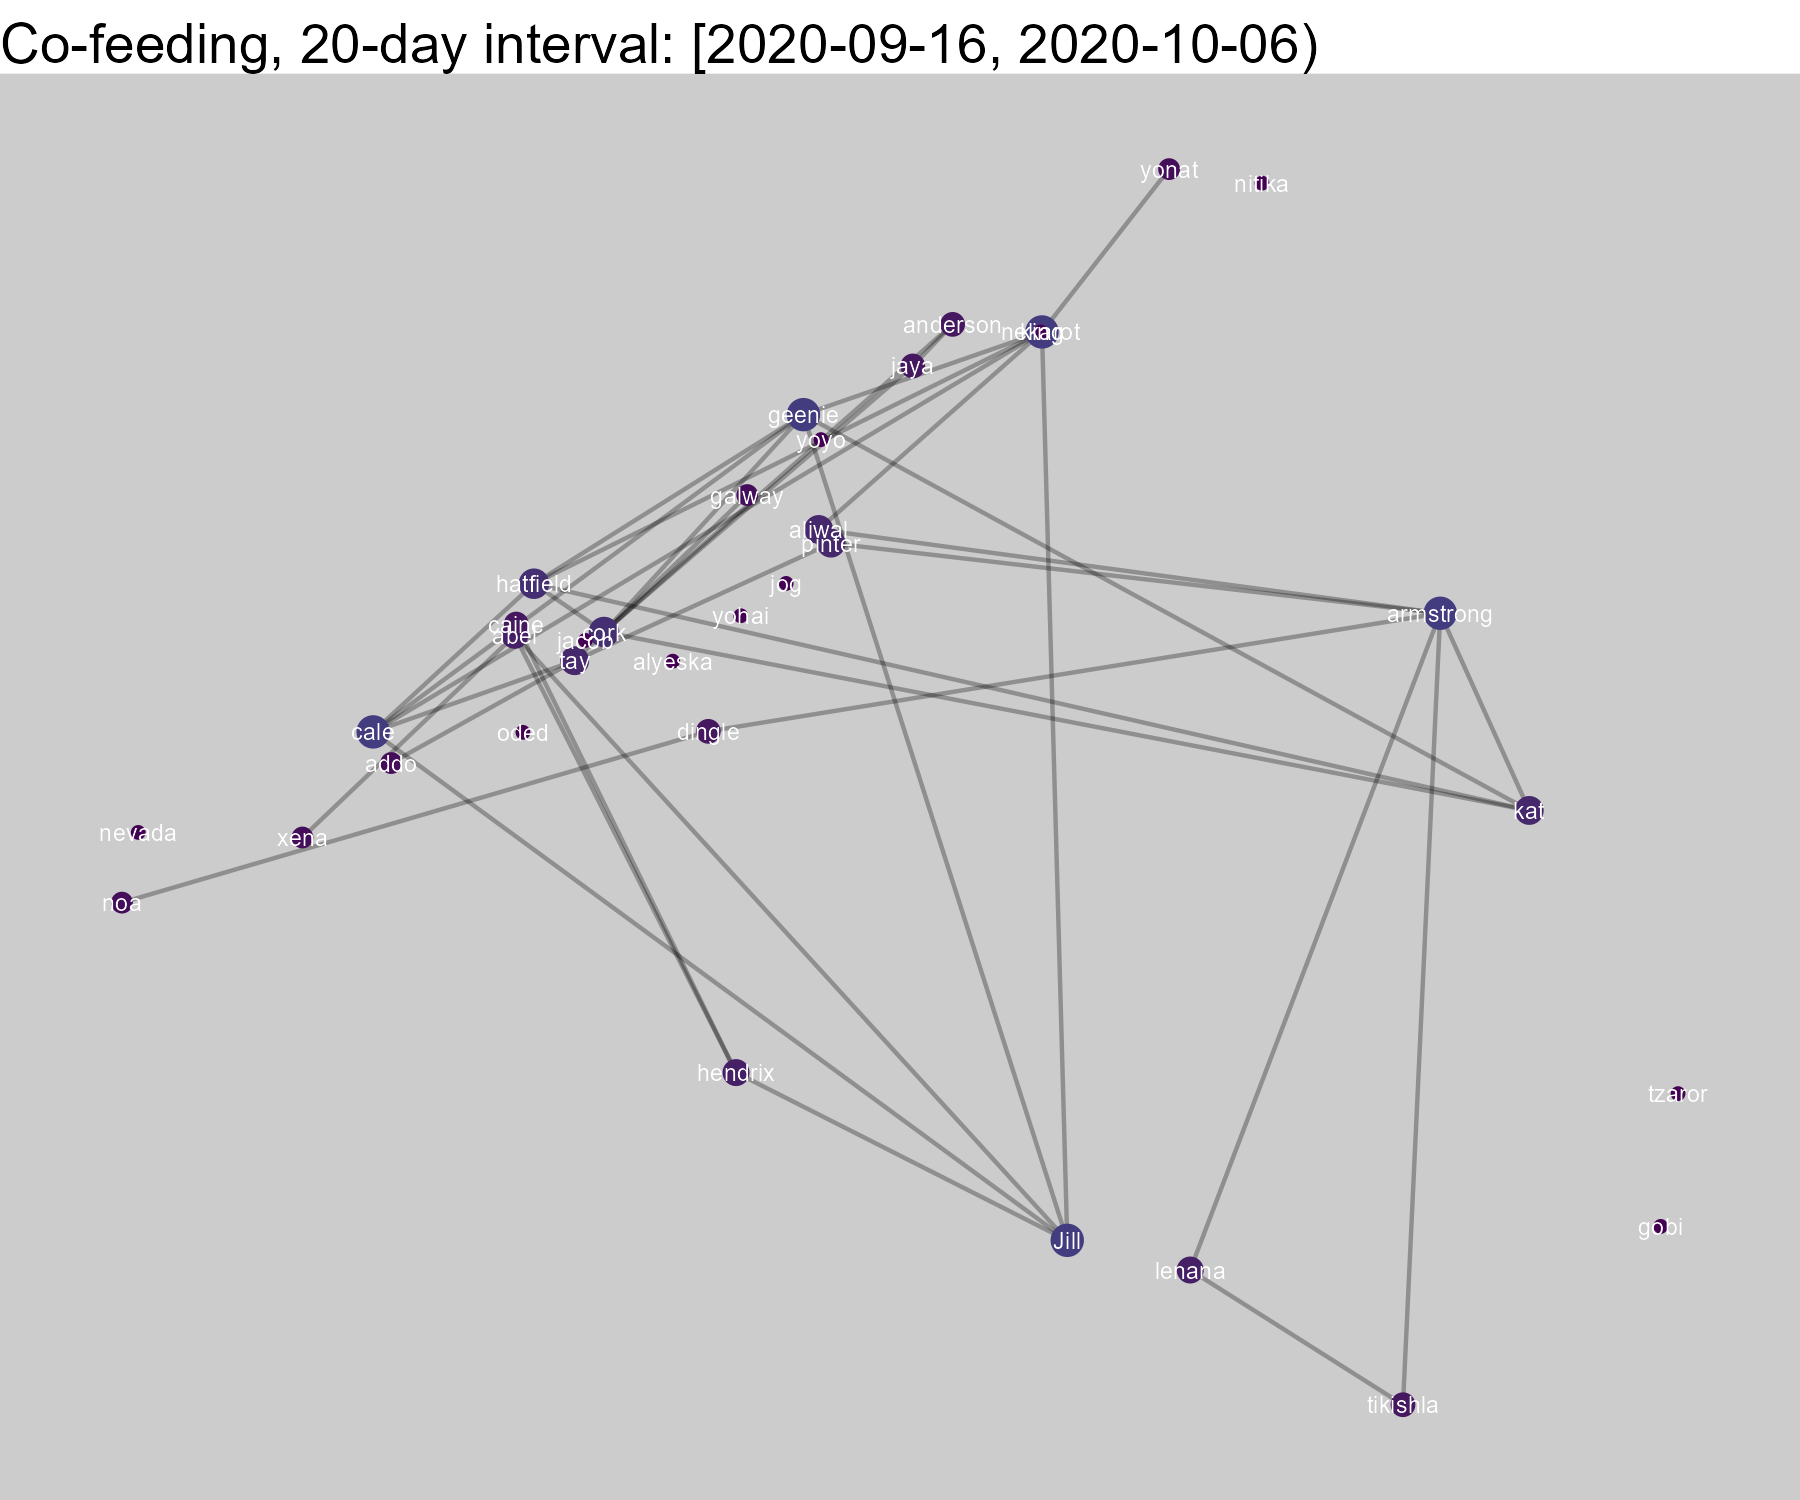 Co-feeding, 20-day interval: [2020-09-16, 2020-10-06)
yonat
nitika
anderson
king
jaya
geenie
yoyo
galway
aliwal
pinter
hatfield
jog
armstrong
yohai
caine
abel
cork
jacob
tay
alyeska
cale
oded
dingle
addo
kat
nevada
xena
noa
hendrix
tzaror
gobi
Jill
lenana
tikishla